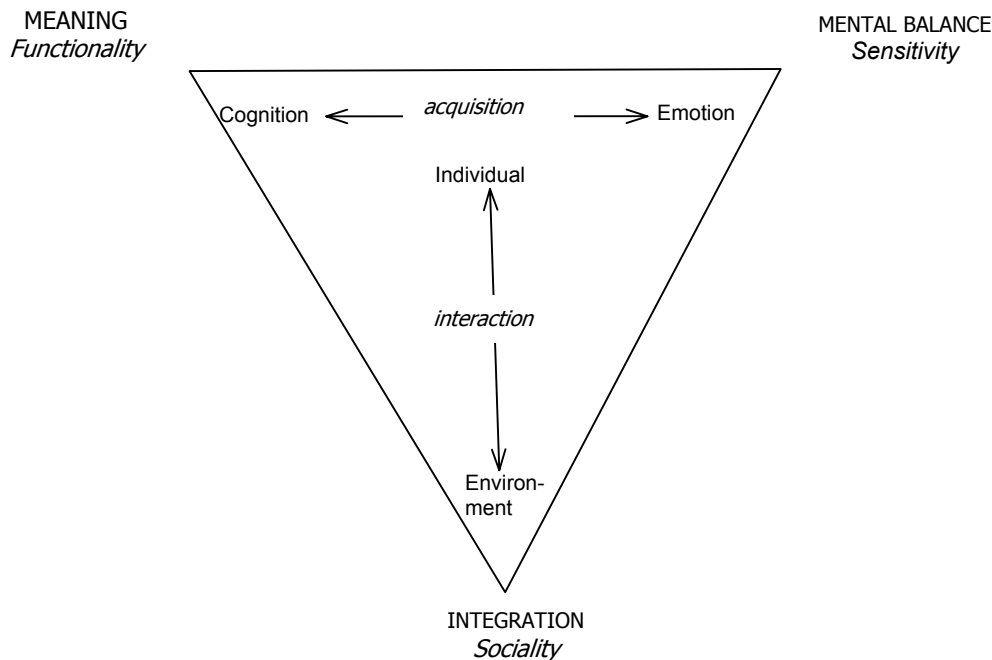 MEANING
Functionality
MENTAL BALANCE
Sensitivity
Cognition
acquisition
Emotion
Individual
interaction
Environ-
ment
INTEGRATION
Sociality